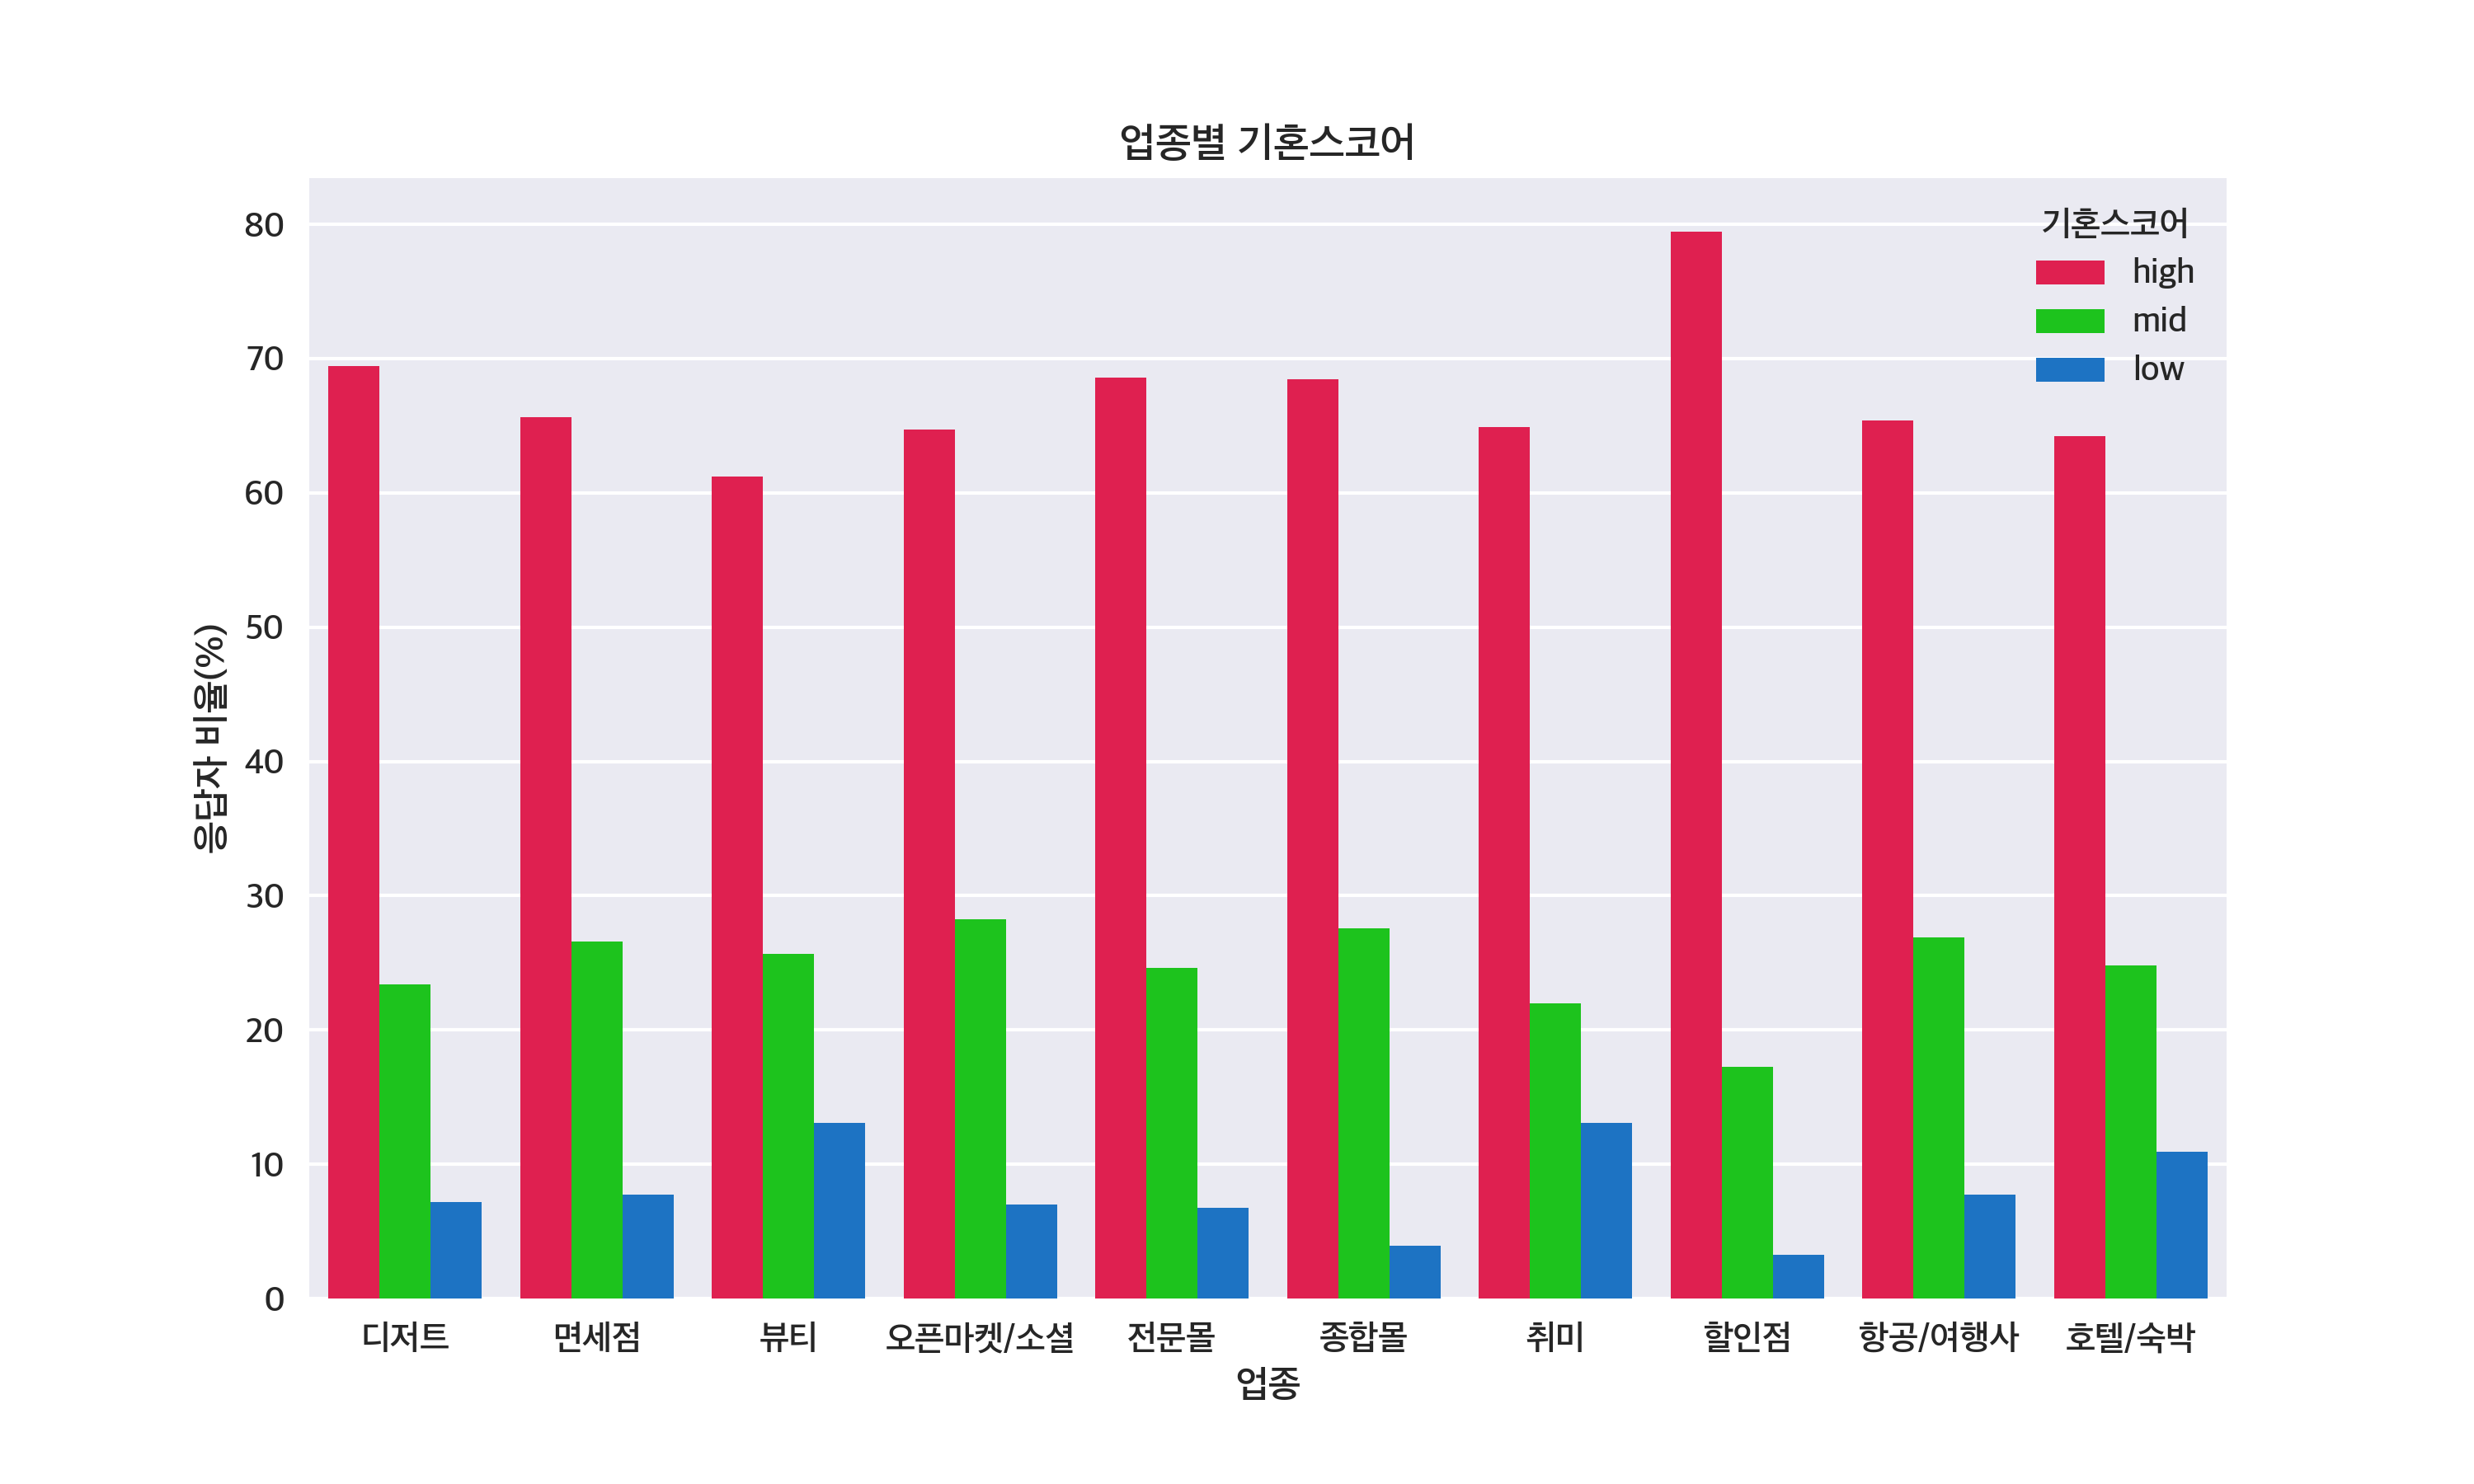 업종별 기혼스코어
기혼스코어
high
mid
low
응답자 비율(%)
80
70
60
50
40
30
20
10
0
디저트 면세점 뷰티 오픈마켓/소셜 전문몰 종합몰 취미 할인점 항공/여행사 호텔/숙박
업종